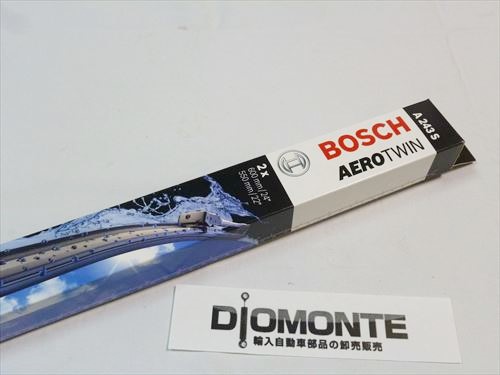 A 243 S
BOSCH
AEROTWIN
2x
600 mm / 24"
550 mm / 22"
DIOMONTE
輸入自動車部品の卸売販売